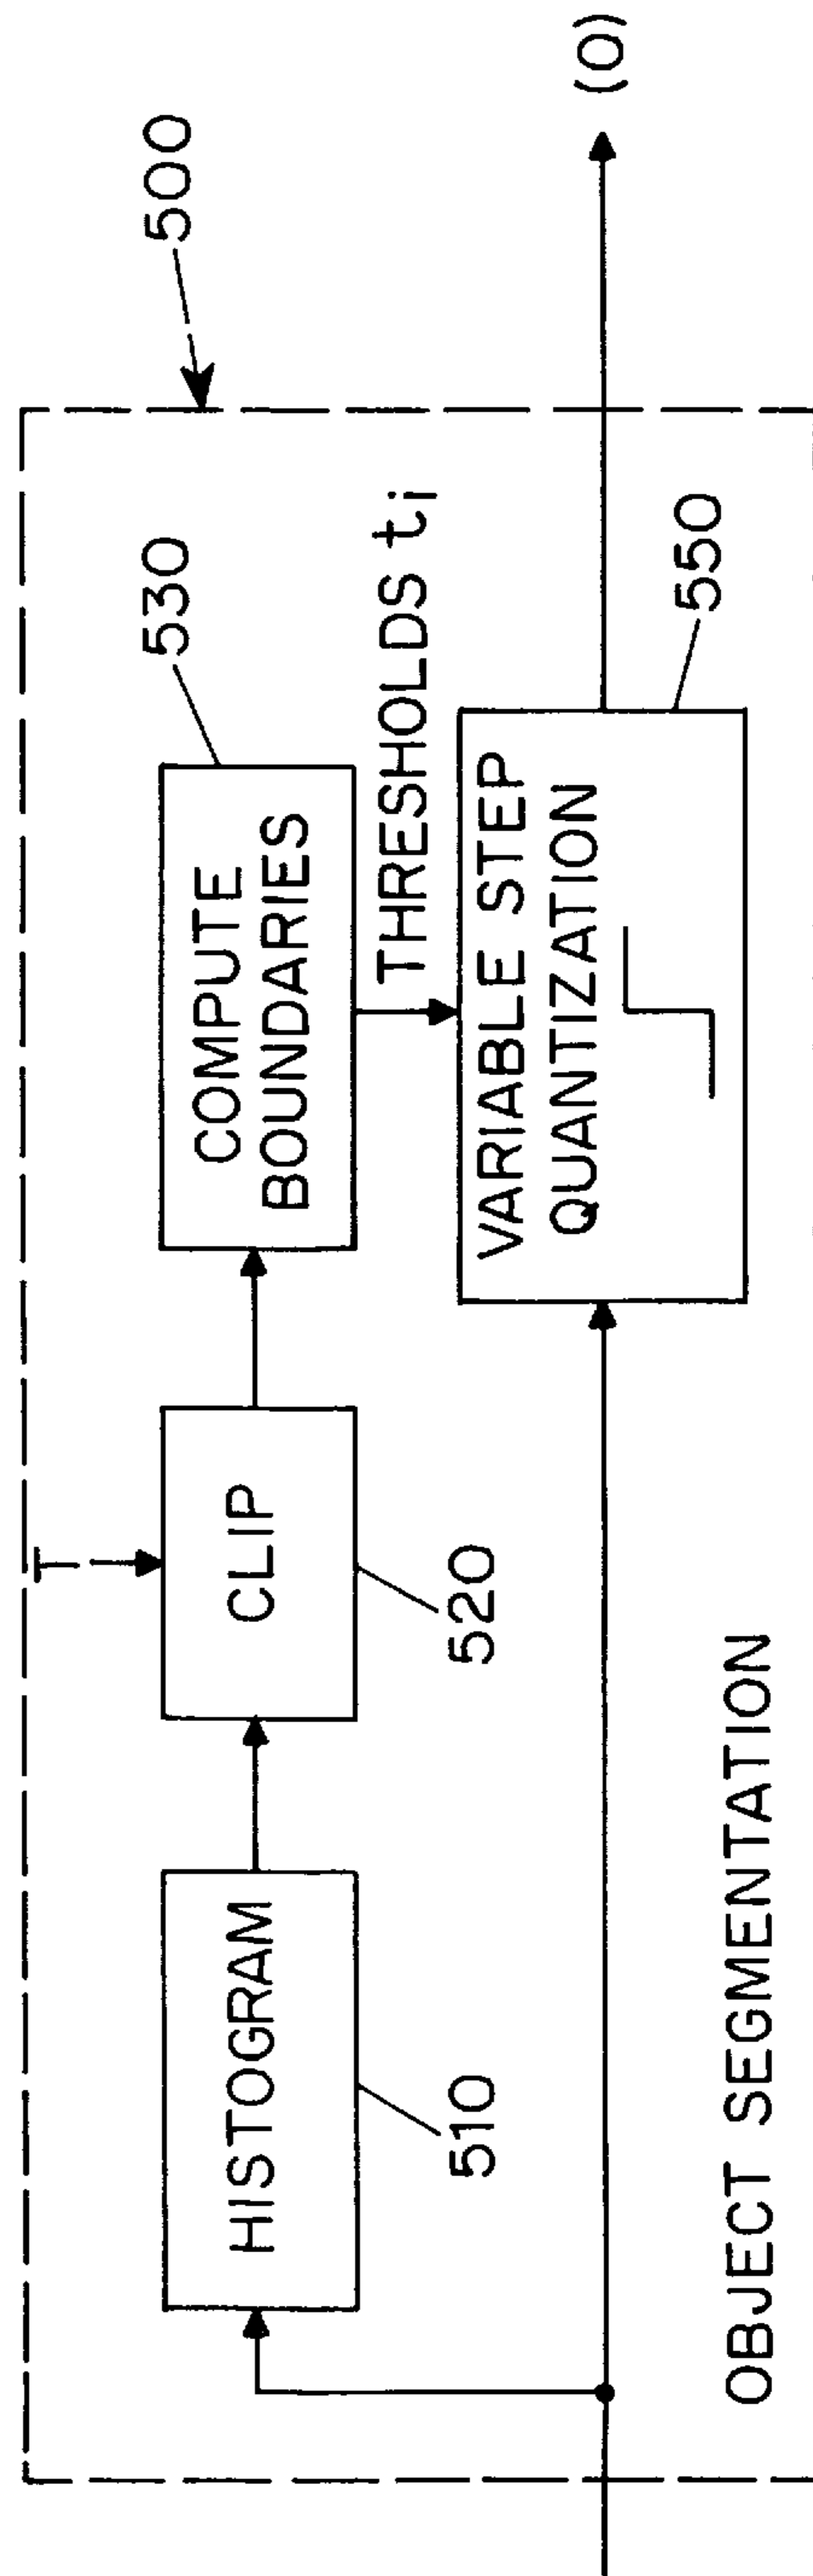 500
T
HISTOGRAM
510
CLIP
520
COMPUTE
BOUNDARIES
530
THRESHOLDS ti
VARIABLE STEP
QUANTIZATION
550
(O)
OBJECT SEGMENTATION